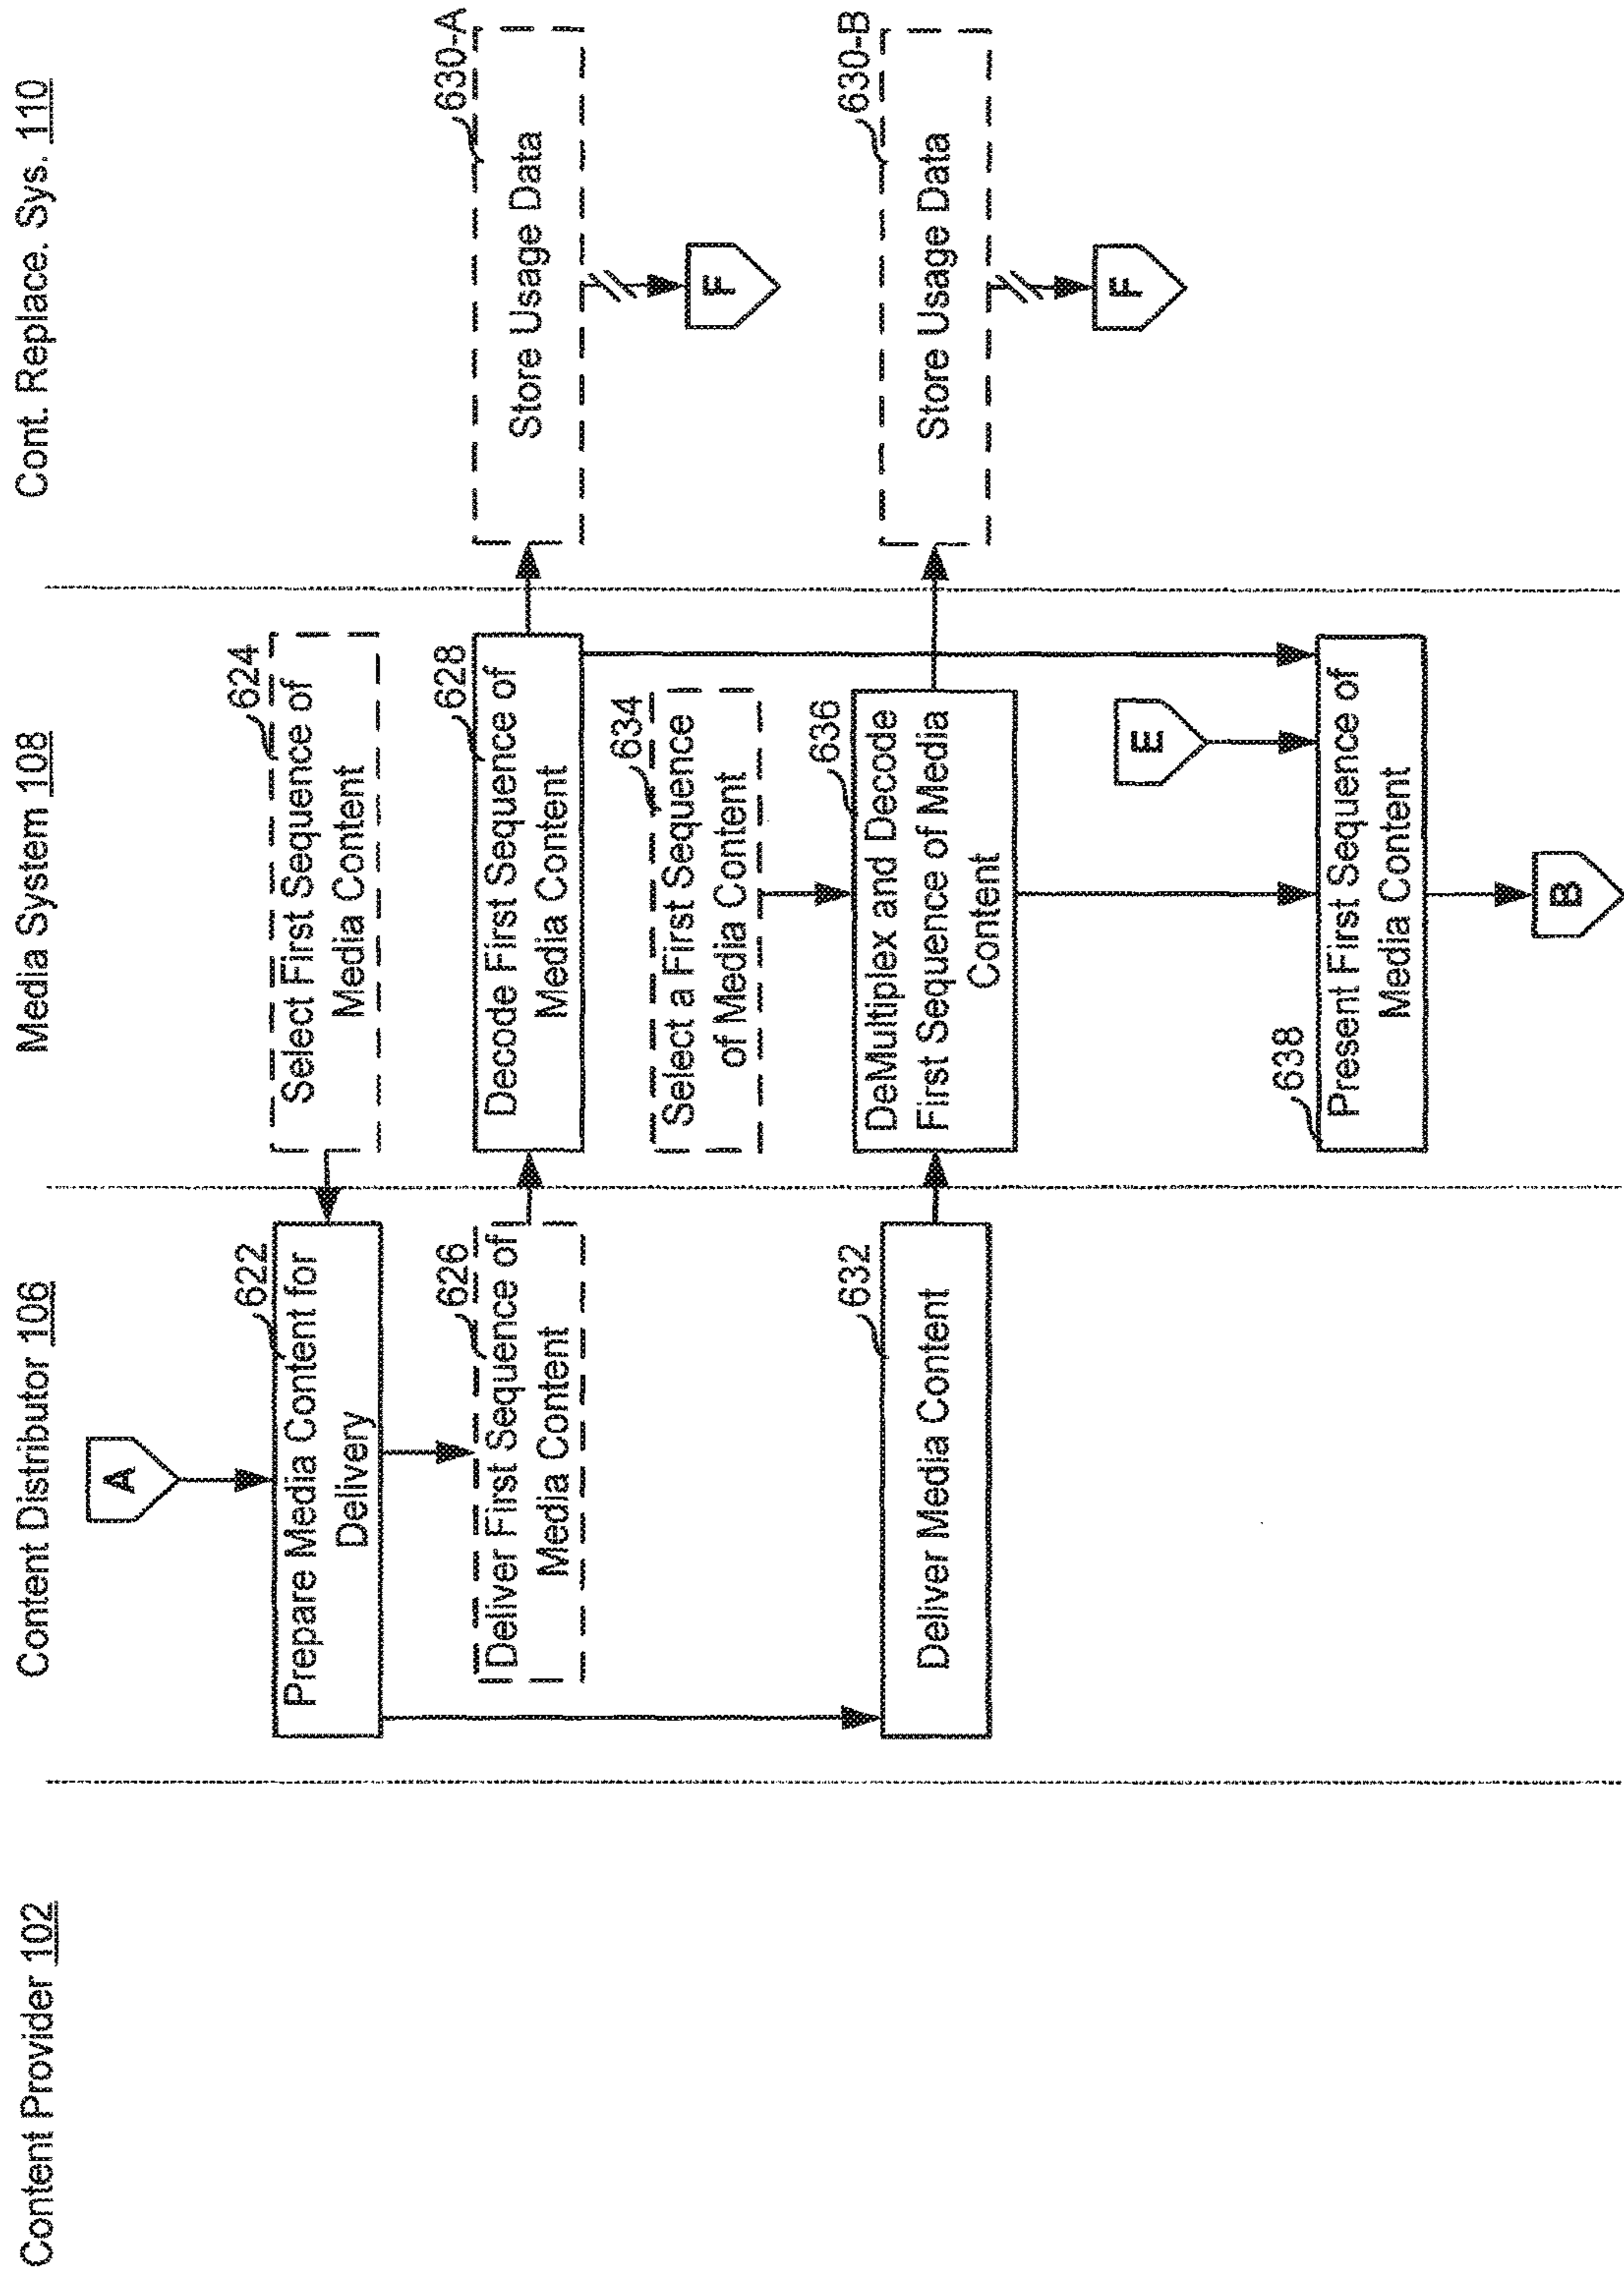 Content Provider 102
Content Distributor 106
Media System 108
Cont. Replace. Sys. 110
A
622
Prepare Media Content for
Delivery
624
Select First Sequence of
Media Content
626
Deliver First Sequence of
Media Content
628
Decode First Sequence of
Media Content
630-A
Store Usage Data
F
634
Select a First Sequence
of Media Content
632
Deliver Media Content
636
DeMultiplex and Decode
First Sequence of Media
Content
630-B
Store Usage Data
F
E
638
Present First Sequence of
Media Content
B